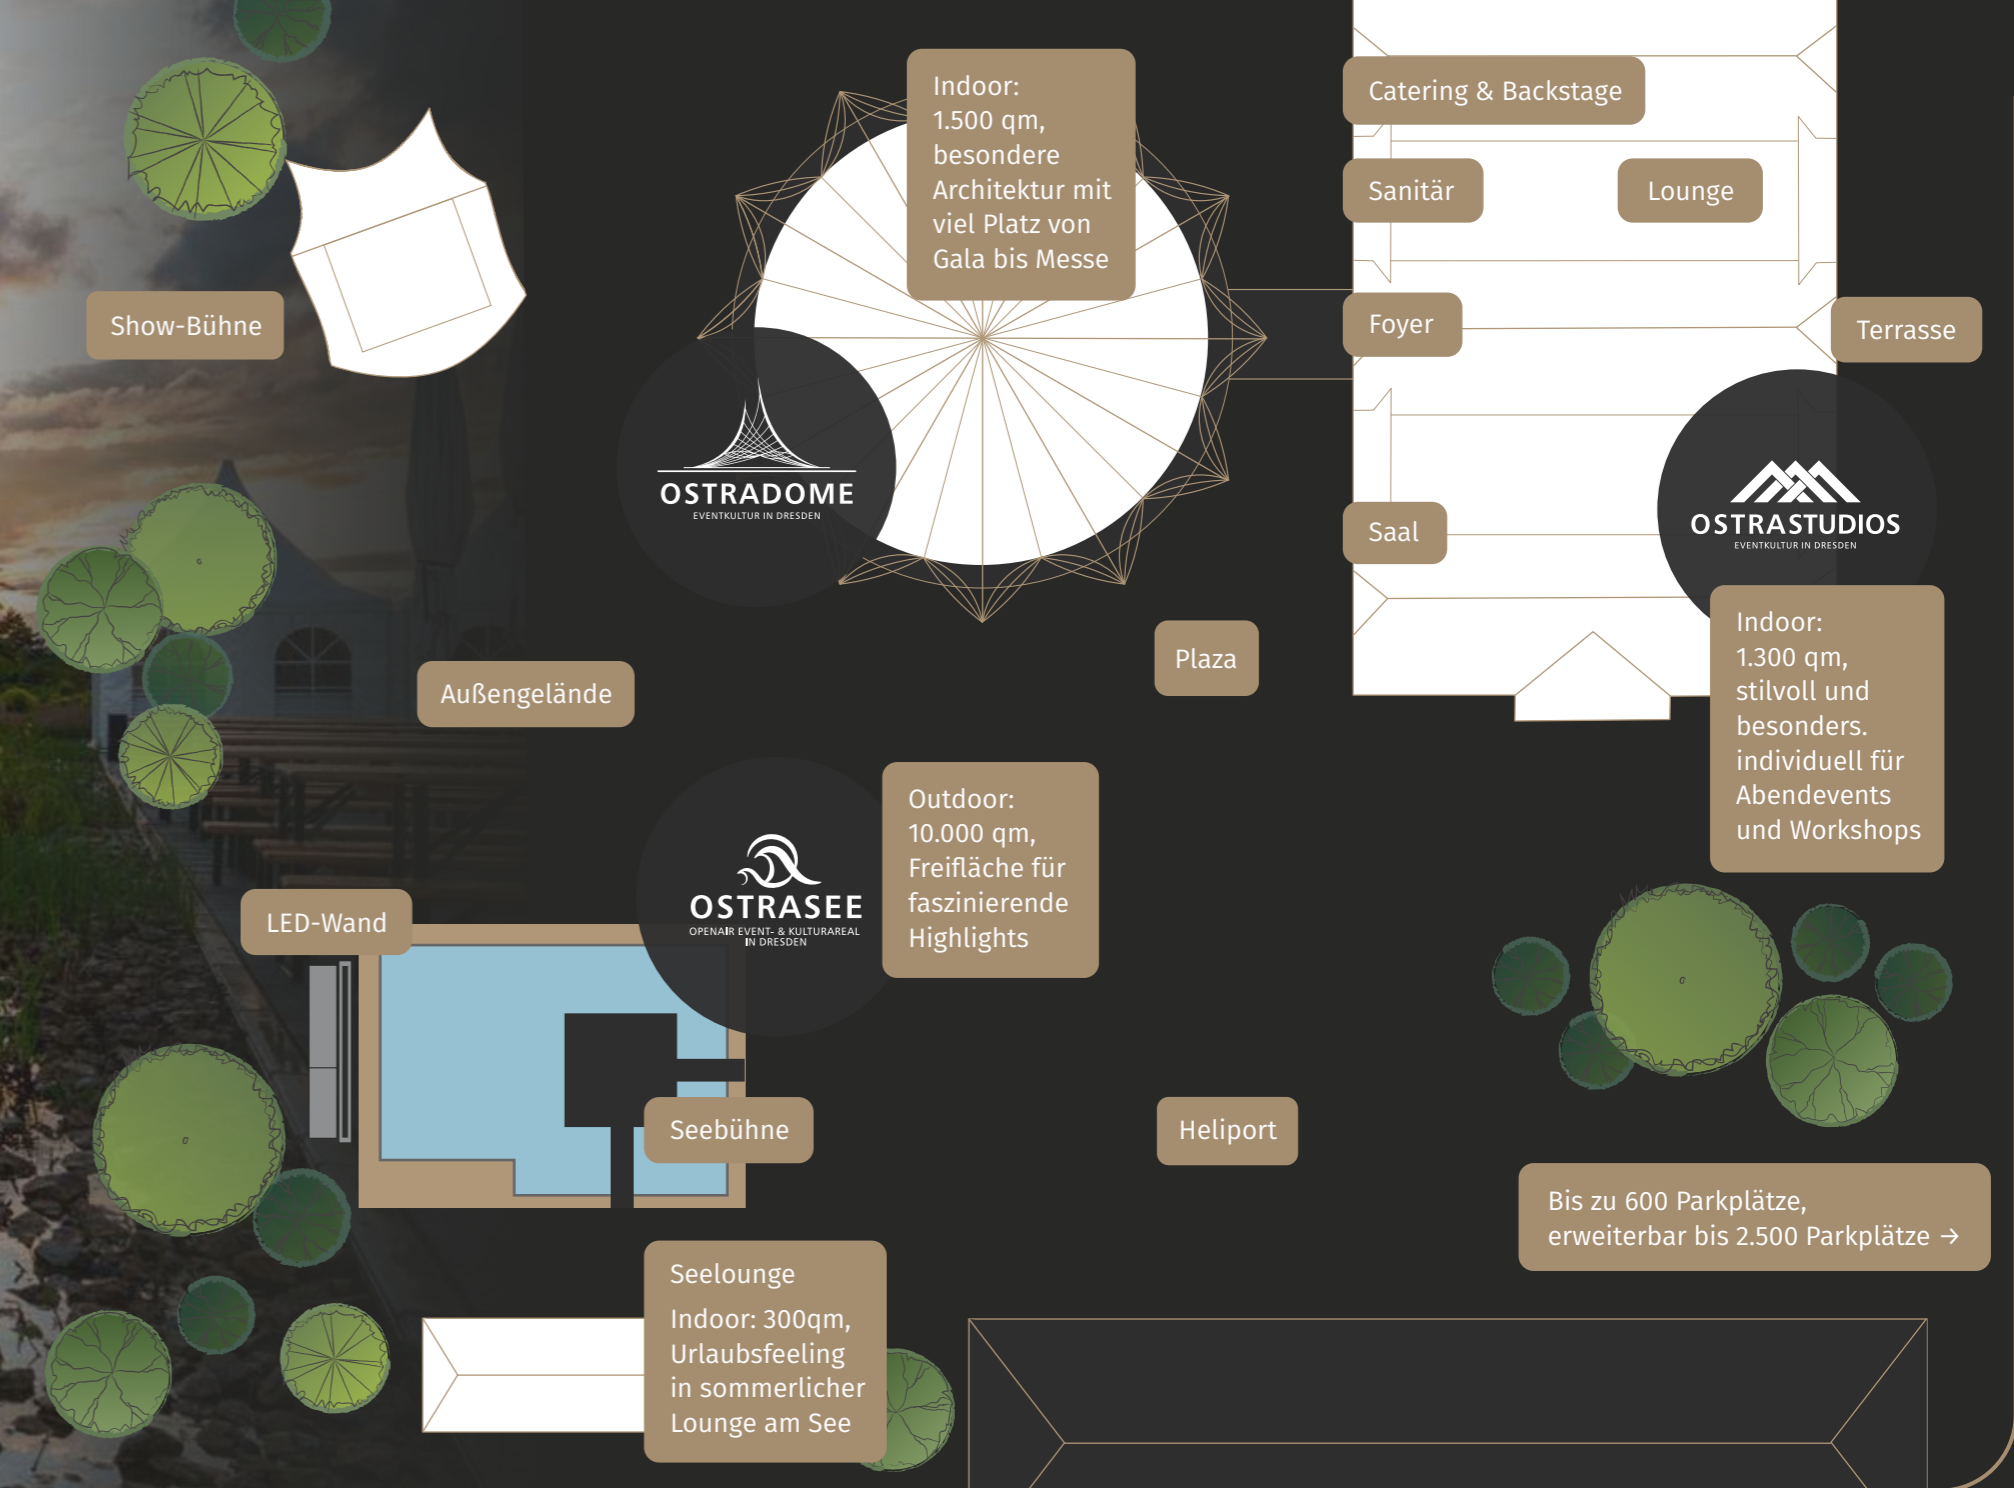 Indoor:
1.500 qm,
besondere
Architektur mit
viel Platz von
Gala bis Messe
Catering & Backstage
Sanitär
Lounge
Show-Bühne
Foyer
Terrasse
OSTRADOME
EVENTKULTUR IN DRESDEN
Saal
OSTRASTUDIOS
EVENTKULTUR IN DRESDEN
Indoor:
1.300 qm,
stilvoll und
besonders.
individuell für
Abendevents
und Workshops
Plaza
Außengelände
Outdoor:
10.000 qm,
Freifläche für
faszinierende
Highlights
OSTRASEE
OPENAIR EVENT- & KULTURAREAL
IN DRESDEN
LED-Wand
Seebühne
Heliport
Bis zu 600 Parkplätze,
erweiterbar bis 2.500 Parkplätze →
Seelounge
Indoor: 300qm,
Urlaubsfeeling
in sommerlicher
Lounge am See